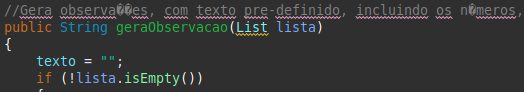 //Gera observa��es, com texto pre-definido, incluindo os n�meros,
public String geraObservacao(List lista)
{
texto = "";
if (!lista.isEmpty())
{